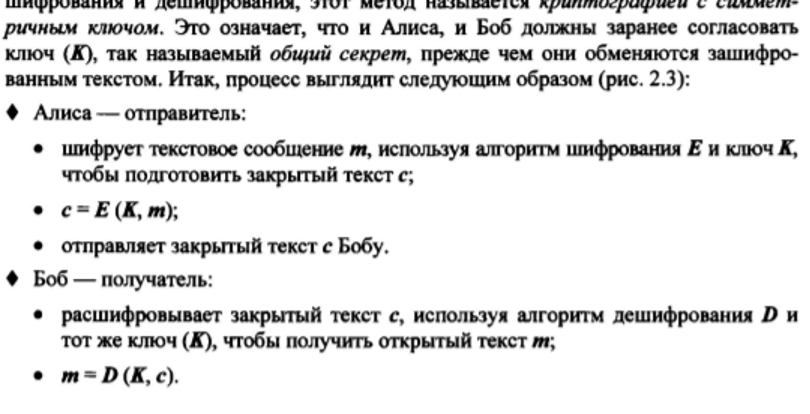 шифрования и дешифрования, этот метод называется криптографией с симмет-
ричным ключом. Это означает, что и Алиса, и Боб должны заранее согласовать
ключ (K), так называемый общий секрет, прежде чем они обменяются зашифро-
ванным текстом. Итак, процесс выглядит следующим образом (рис. 2.3):
♦ Алиса — отправитель:
• шифрует текстовое сообщение m, используя алгоритм шифрования E и ключ K,
чтобы подготовить закрытый текст c;
• c = E (K, m);
• отправляет закрытый текст c Бобу.
♦ Боб — получатель:
• расшифровывает закрытый текст c, используя алгоритм дешифрования D и
тот же ключ (K), чтобы получить открытый текст m;
• m = D (K, c).